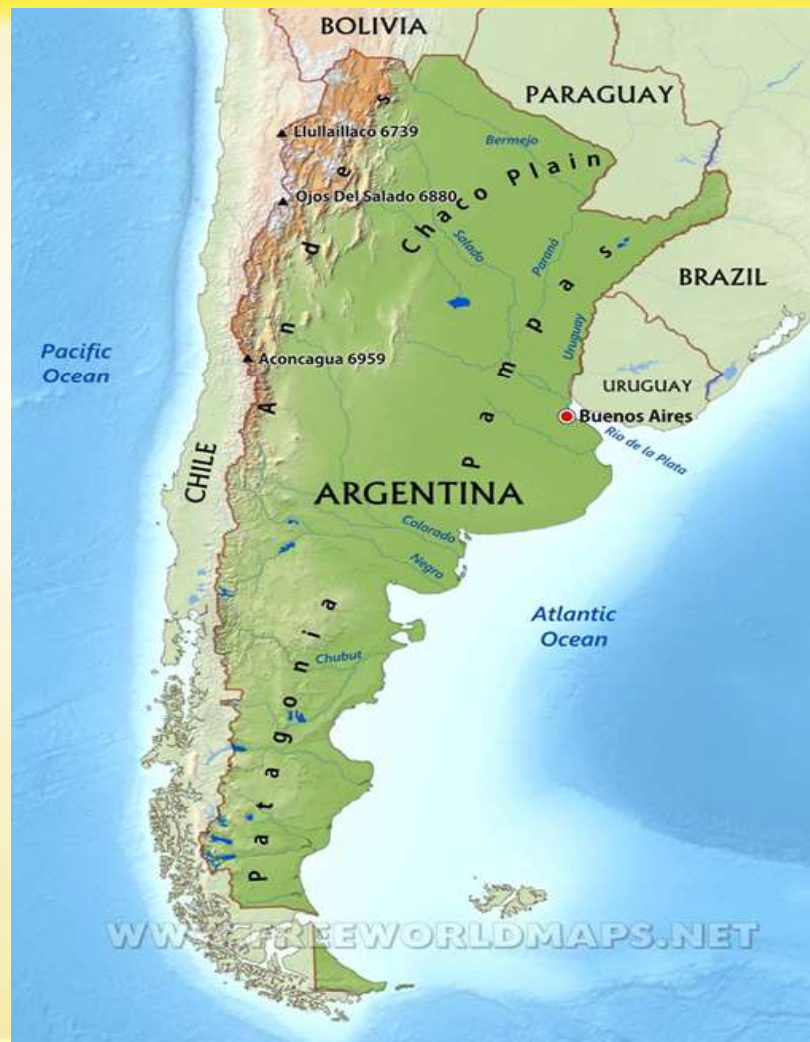 BOLIVIA
PARAGUAY
Llullaillaco 6739
Bermejo
Ojos Del Salado 6880
Chaco Plain
Andes
Salado
Paraná
Pampas
BRAZIL
Uruguay
Pacific
Ocean
Aconcagua 6959
URUGUAY
Buenos Aires
Rio de la Plata
CHILE
ARGENTINA
Colorado
Negro
Atlantic
Ocean
Chubut
Patagonia
WWW.FREEWORLDMAPS.NET